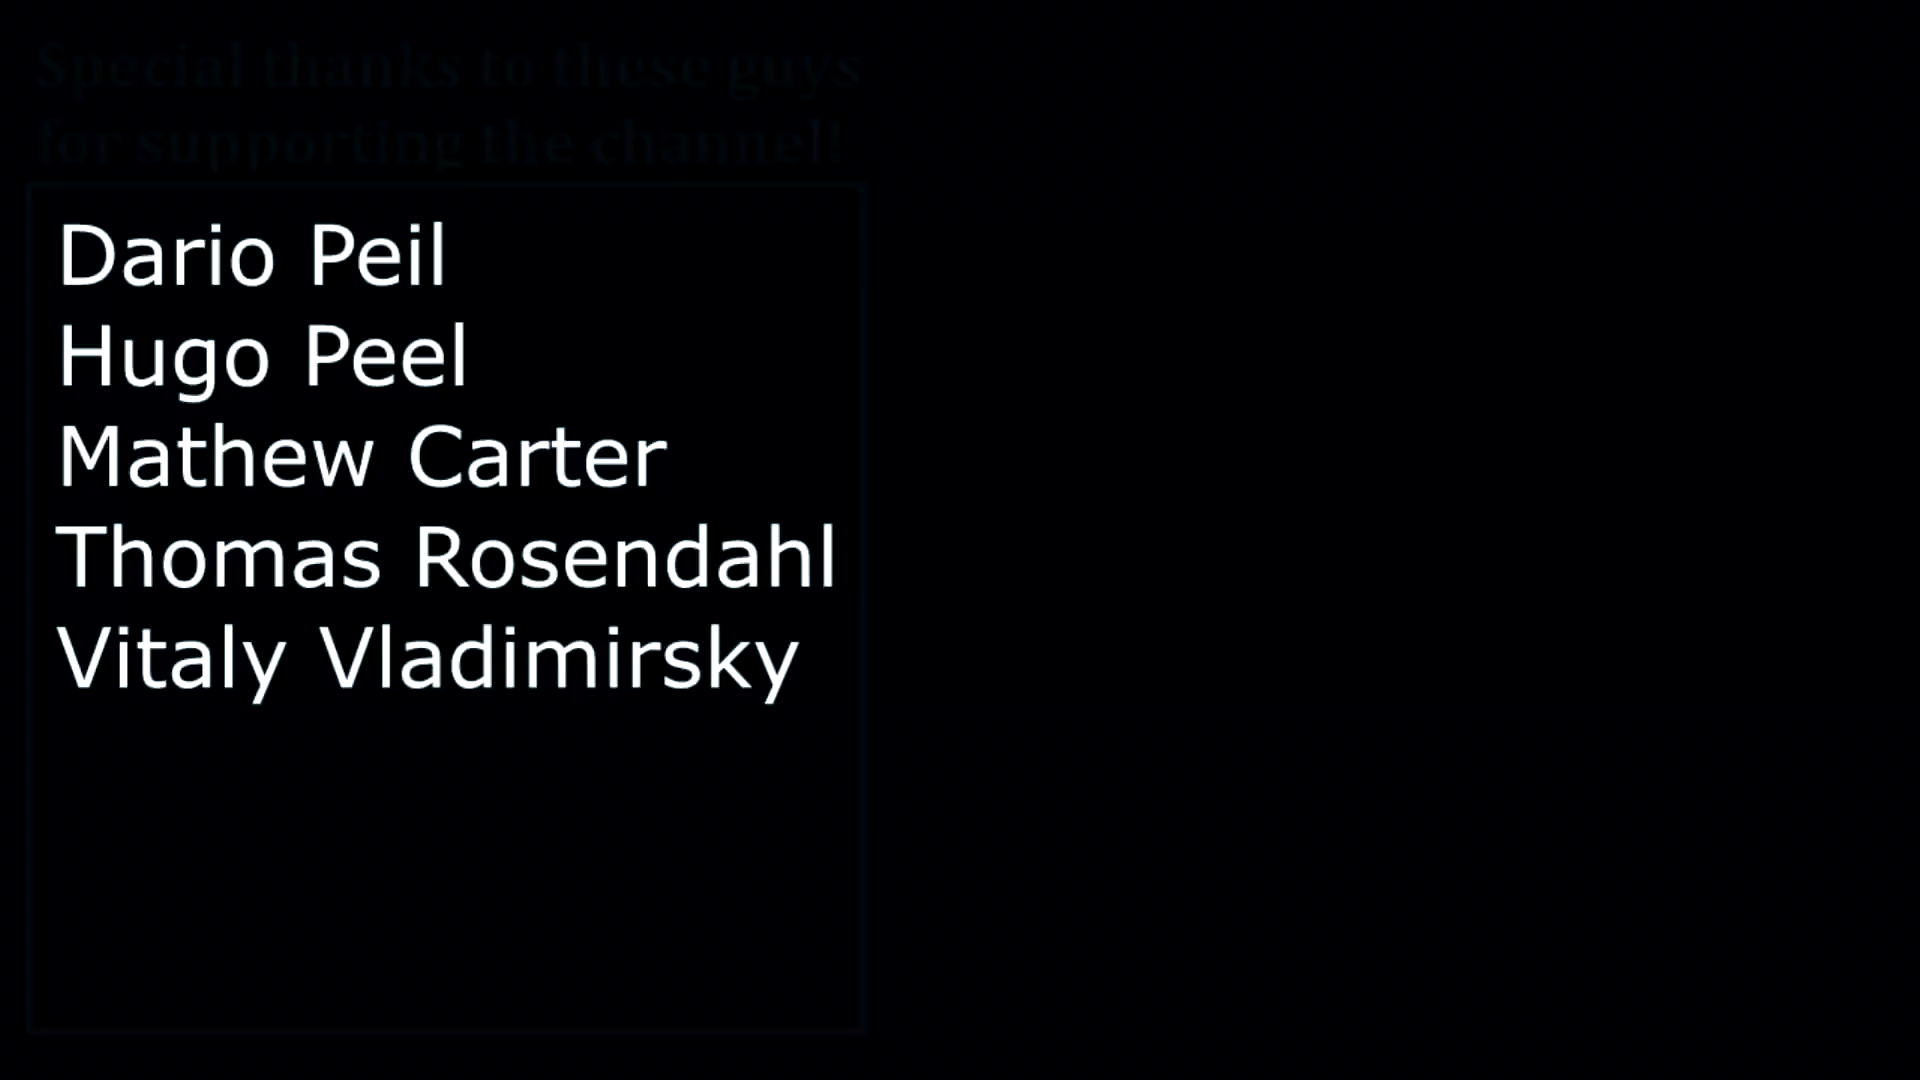 Special thanks to these guys
for supporting the channel!
Dario Peil
Hugo Peel
Mathew Carter
Thomas Rosendahl
Vitaly Vladimirsky